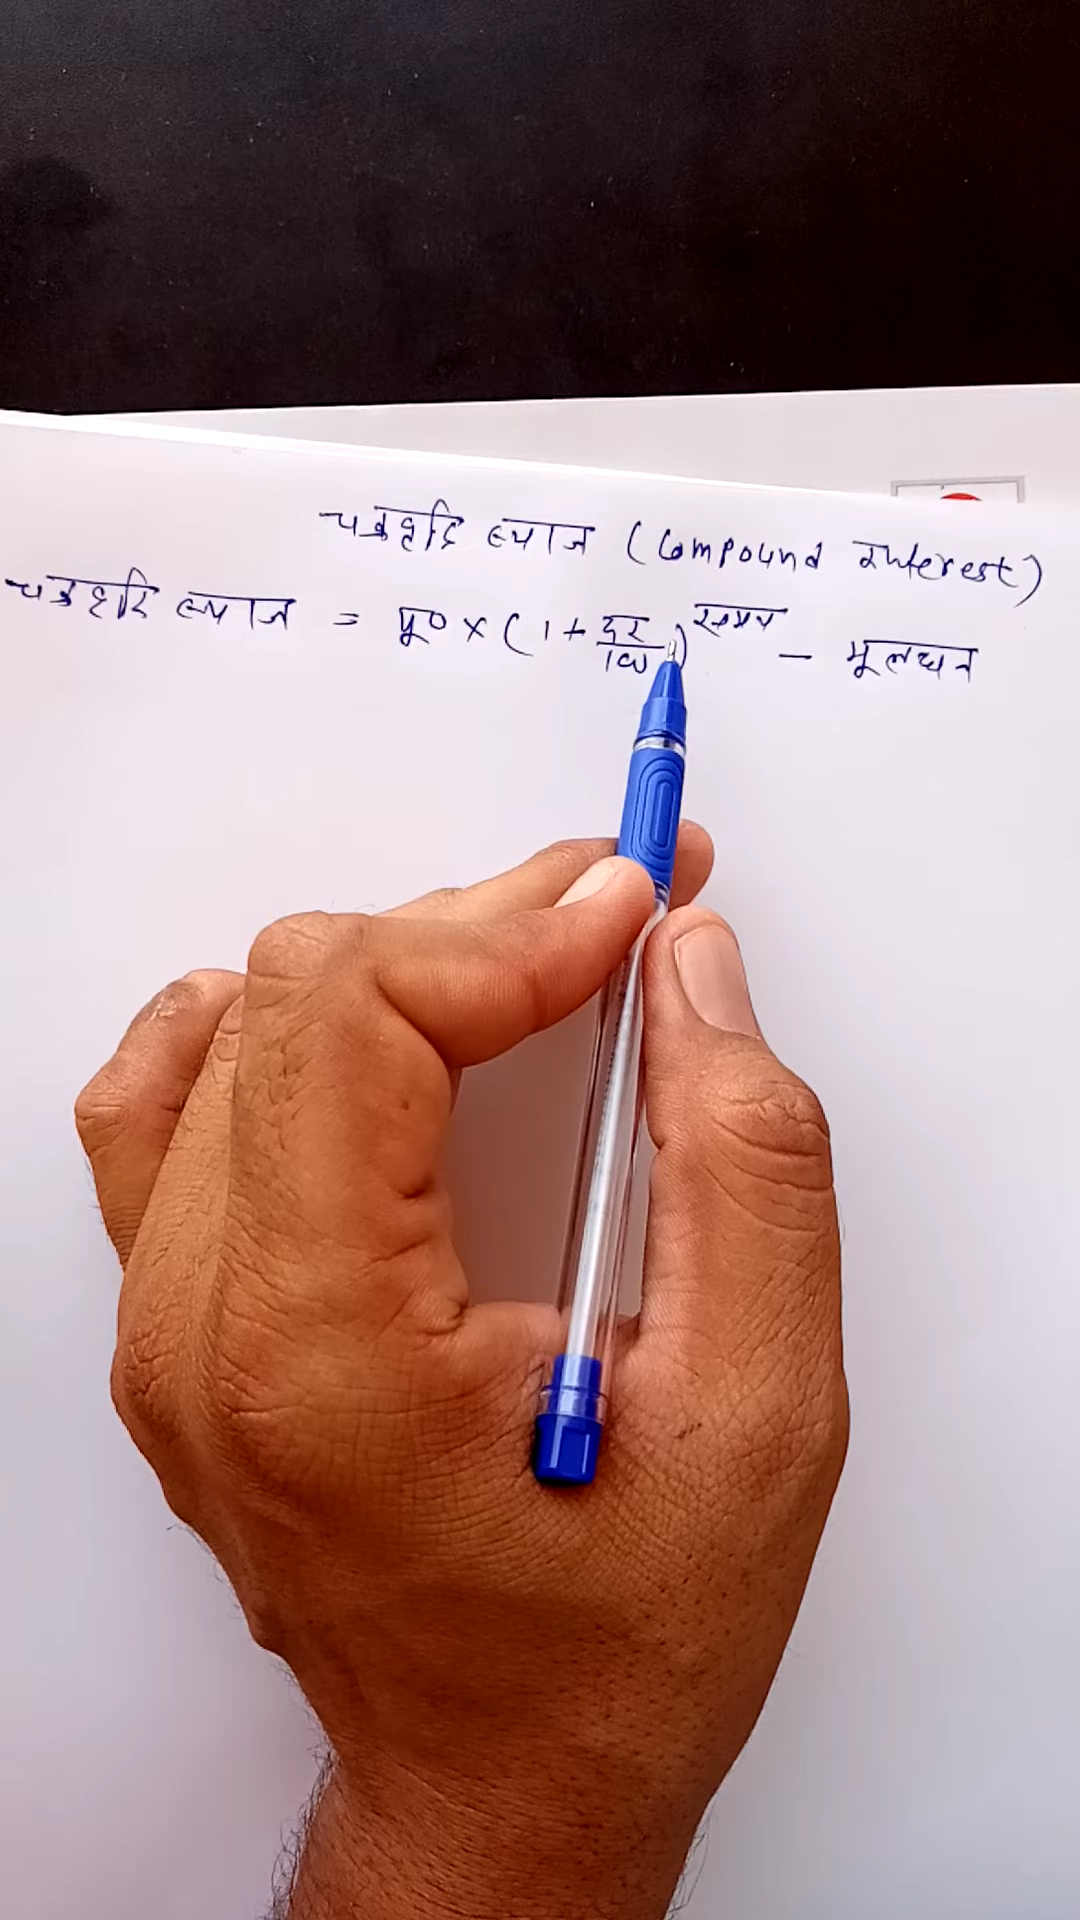 चक्रवृद्धि ब्याज (Compound Interest)
चक्रवृद्धि ब्याज = मू० × (1 + दर/100)^समय - मूलधन